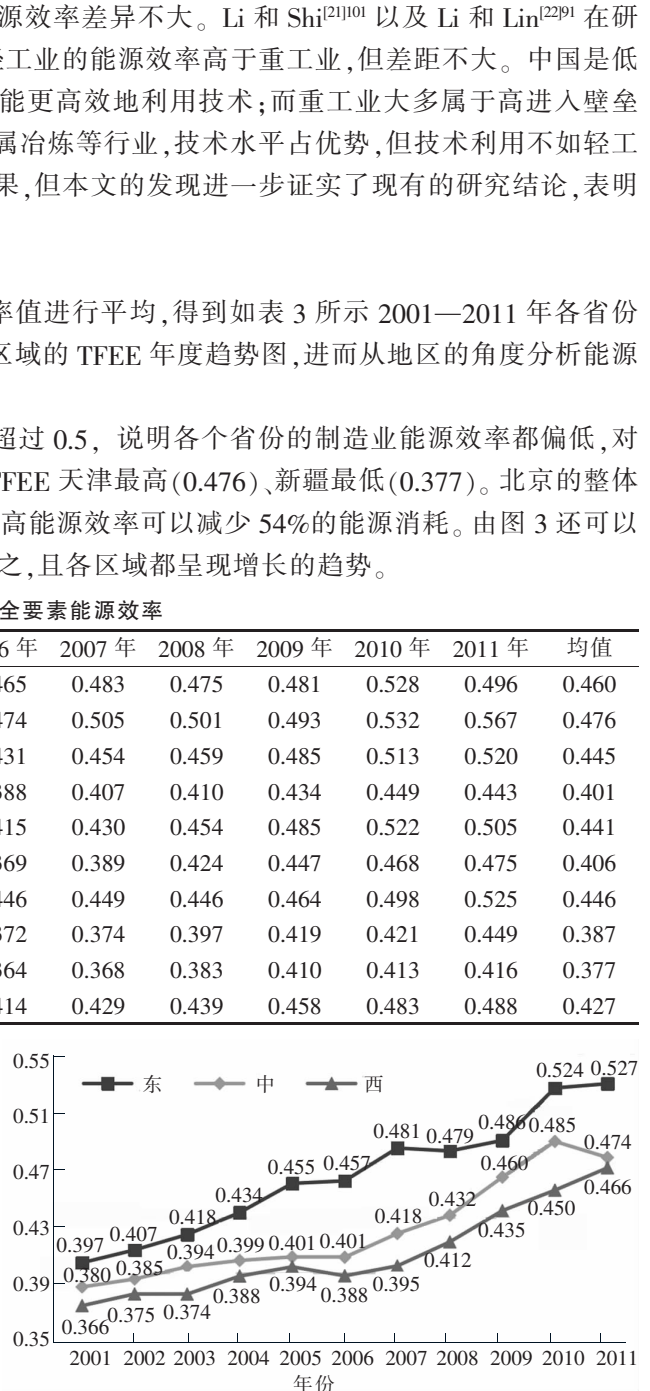 源效率差异不大。Li 和 Shi[21]101 以及 Li 和 Lin[22]91 在研
工业的能源效率高于重工业,但差距不大。中国是低
能更高效地利用技术;而重工业大多属于高进入壁垒
属冶炼等行业,技术水平占优势,但技术利用不如轻工
果,但本文的发现进一步证实了现有的研究结论,表明
率值进行平均,得到如表 3 所示 2001—2011 年各省份
区域的 TFEE 年度趋势图,进而从地区的角度分析能源
超过 0.5，说明各个省份的制造业能源效率都偏低,对
TFEE 天津最高(0.476)、新疆最低(0.377)。北京的整体
高能源效率可以减少 54%的能源消耗。由图 3 还可以
之,且各区域都呈现增长的趋势。
全要素能源效率
6 年 2007 年 2008 年 2009 年 2010 年 2011 年 均值
465 0.483 0.475 0.481 0.528 0.496 0.460
474 0.505 0.501 0.493 0.532 0.567 0.476
431 0.454 0.459 0.485 0.513 0.520 0.445
388 0.407 0.410 0.434 0.449 0.443 0.401
415 0.430 0.454 0.485 0.522 0.505 0.441
369 0.389 0.424 0.447 0.468 0.475 0.406
446 0.449 0.446 0.464 0.498 0.525 0.446
372 0.374 0.397 0.419 0.421 0.449 0.387
364 0.368 0.383 0.410 0.413 0.416 0.377
414 0.429 0.439 0.458 0.483 0.488 0.427
0.55
0.51
0.47
0.43
0.39
0.35
东 中 西
0.397 0.407 0.418 0.434 0.455 0.457 0.481 0.479 0.486 0.524 0.527
0.380 0.385 0.394 0.399 0.401 0.401 0.418 0.432 0.460 0.485 0.474
0.366 0.375 0.374 0.388 0.394 0.388 0.395 0.412 0.435 0.450 0.466
2001 2002 2003 2004 2005 2006 2007 2008 2009 2010 2011
年份